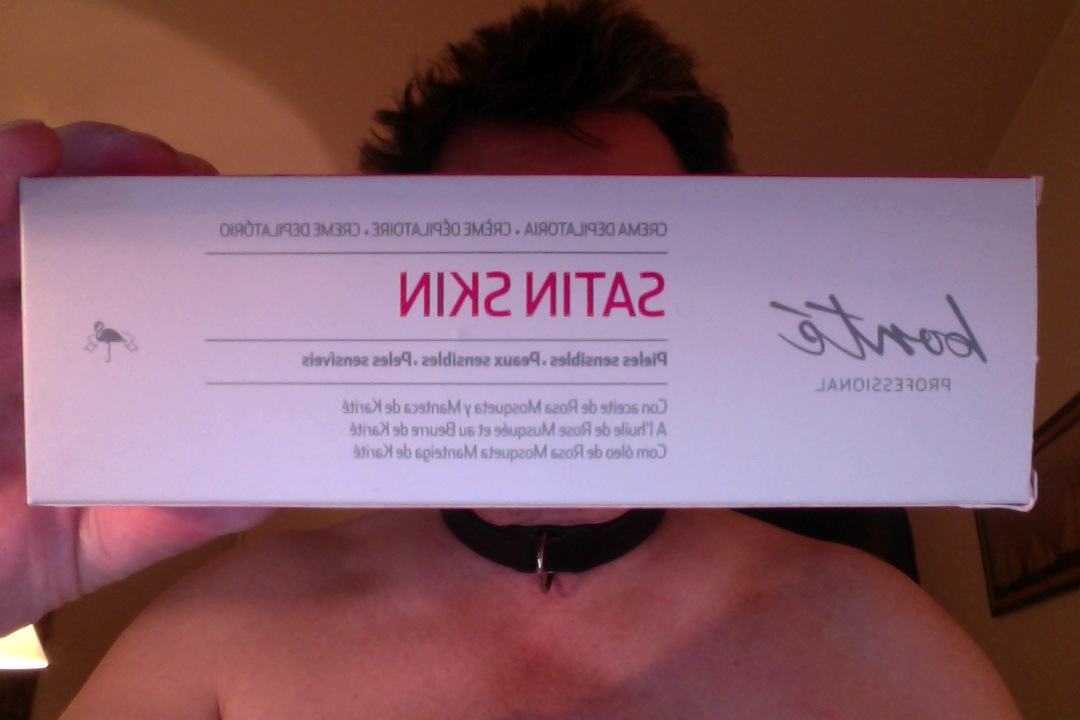 bonté
PROFESSIONAL
CREMA DEPILATORIA • CRÈME DÉPILATOIRE • CREME DEPILATÓRIO
SATIN SKIN
Pieles sensibles • Peaux sensibles • Peles sensíveis
Con aceite de Rosa Mosqueta y Manteca de Karité
A l'huile de Rose Musquée et au Beurre de Karité
Com óleo de Rosa Mosqueta Manteiga de Karité